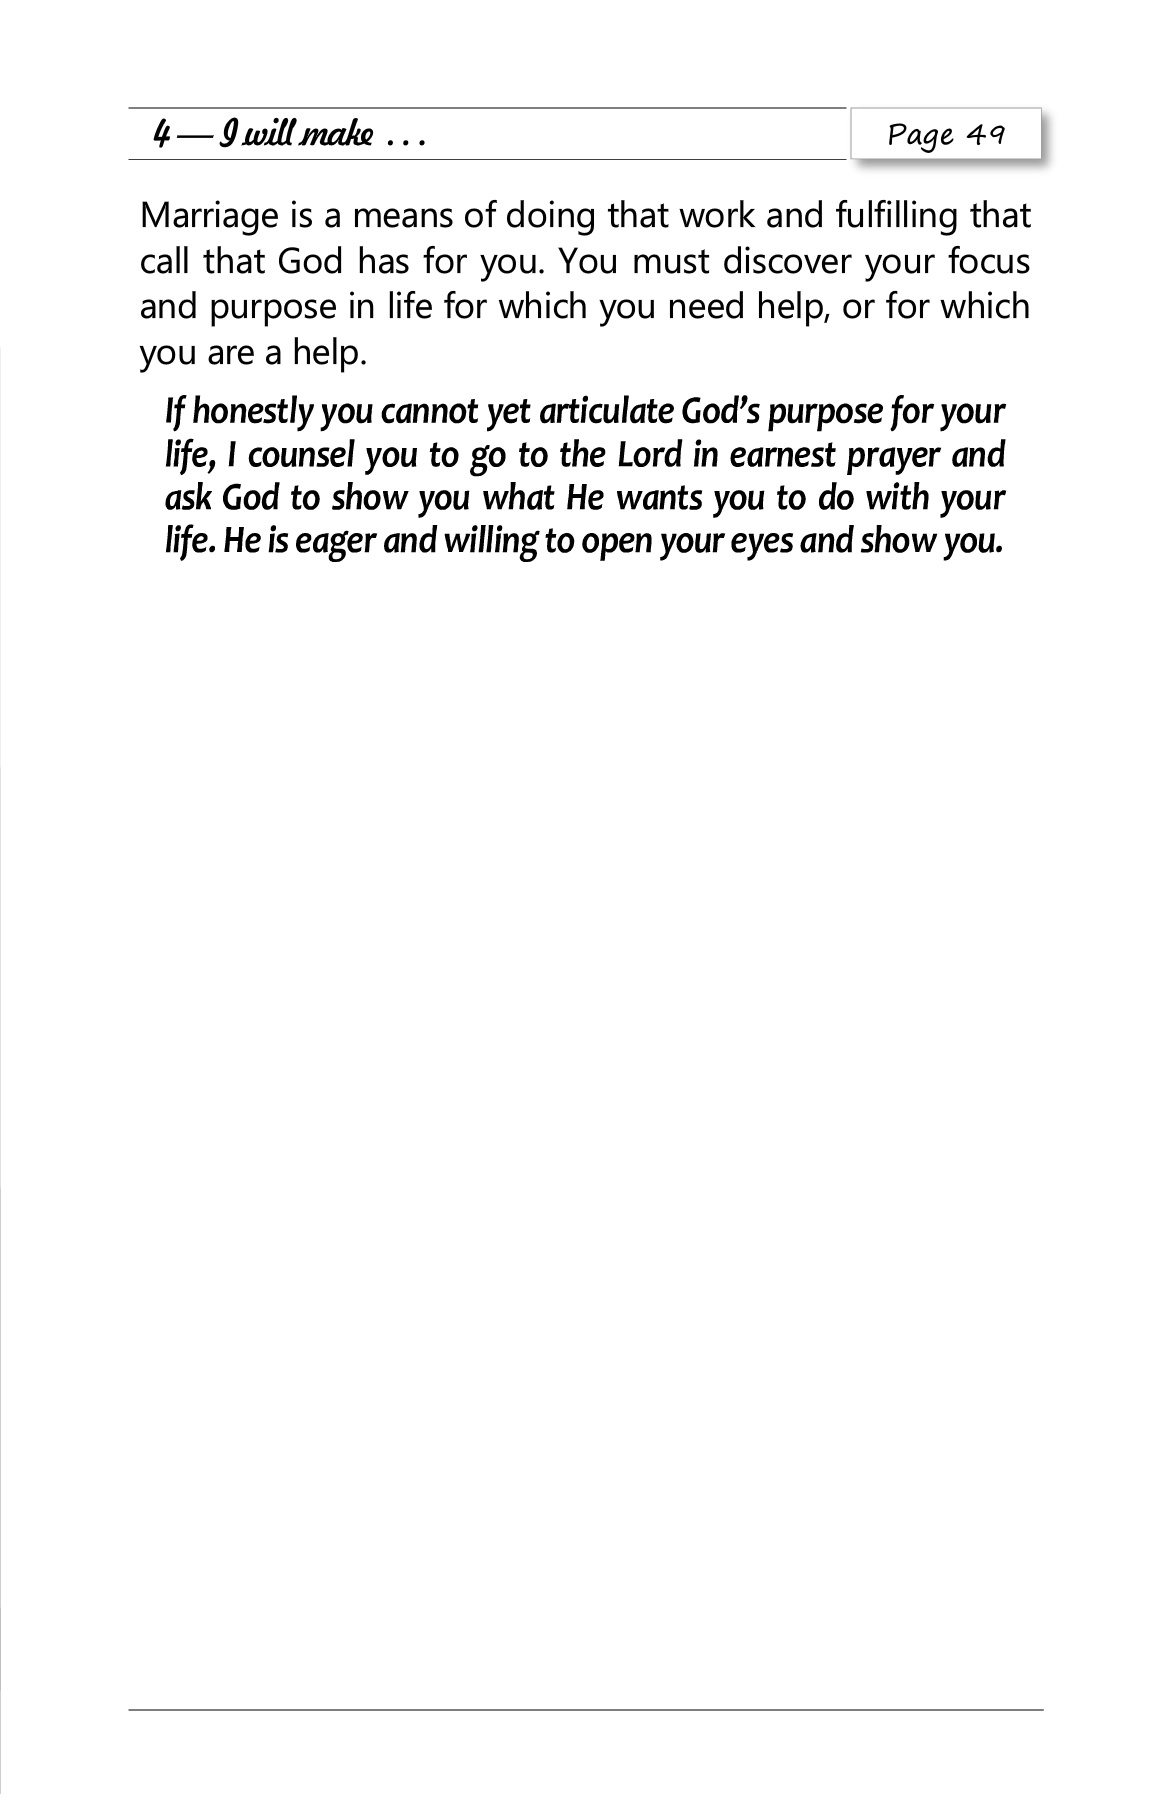 4 — I will make . . .
Page 49
Marriage is a means of doing that work and fulfilling that
call that God has for you. You must discover your focus
and purpose in life for which you need help, or for which
you are a help.
If honestly you cannot yet articulate God’s purpose for your
life, I counsel you to go to the Lord in earnest prayer and
ask God to show you what He wants you to do with your
life. He is eager and willing to open your eyes and show you.